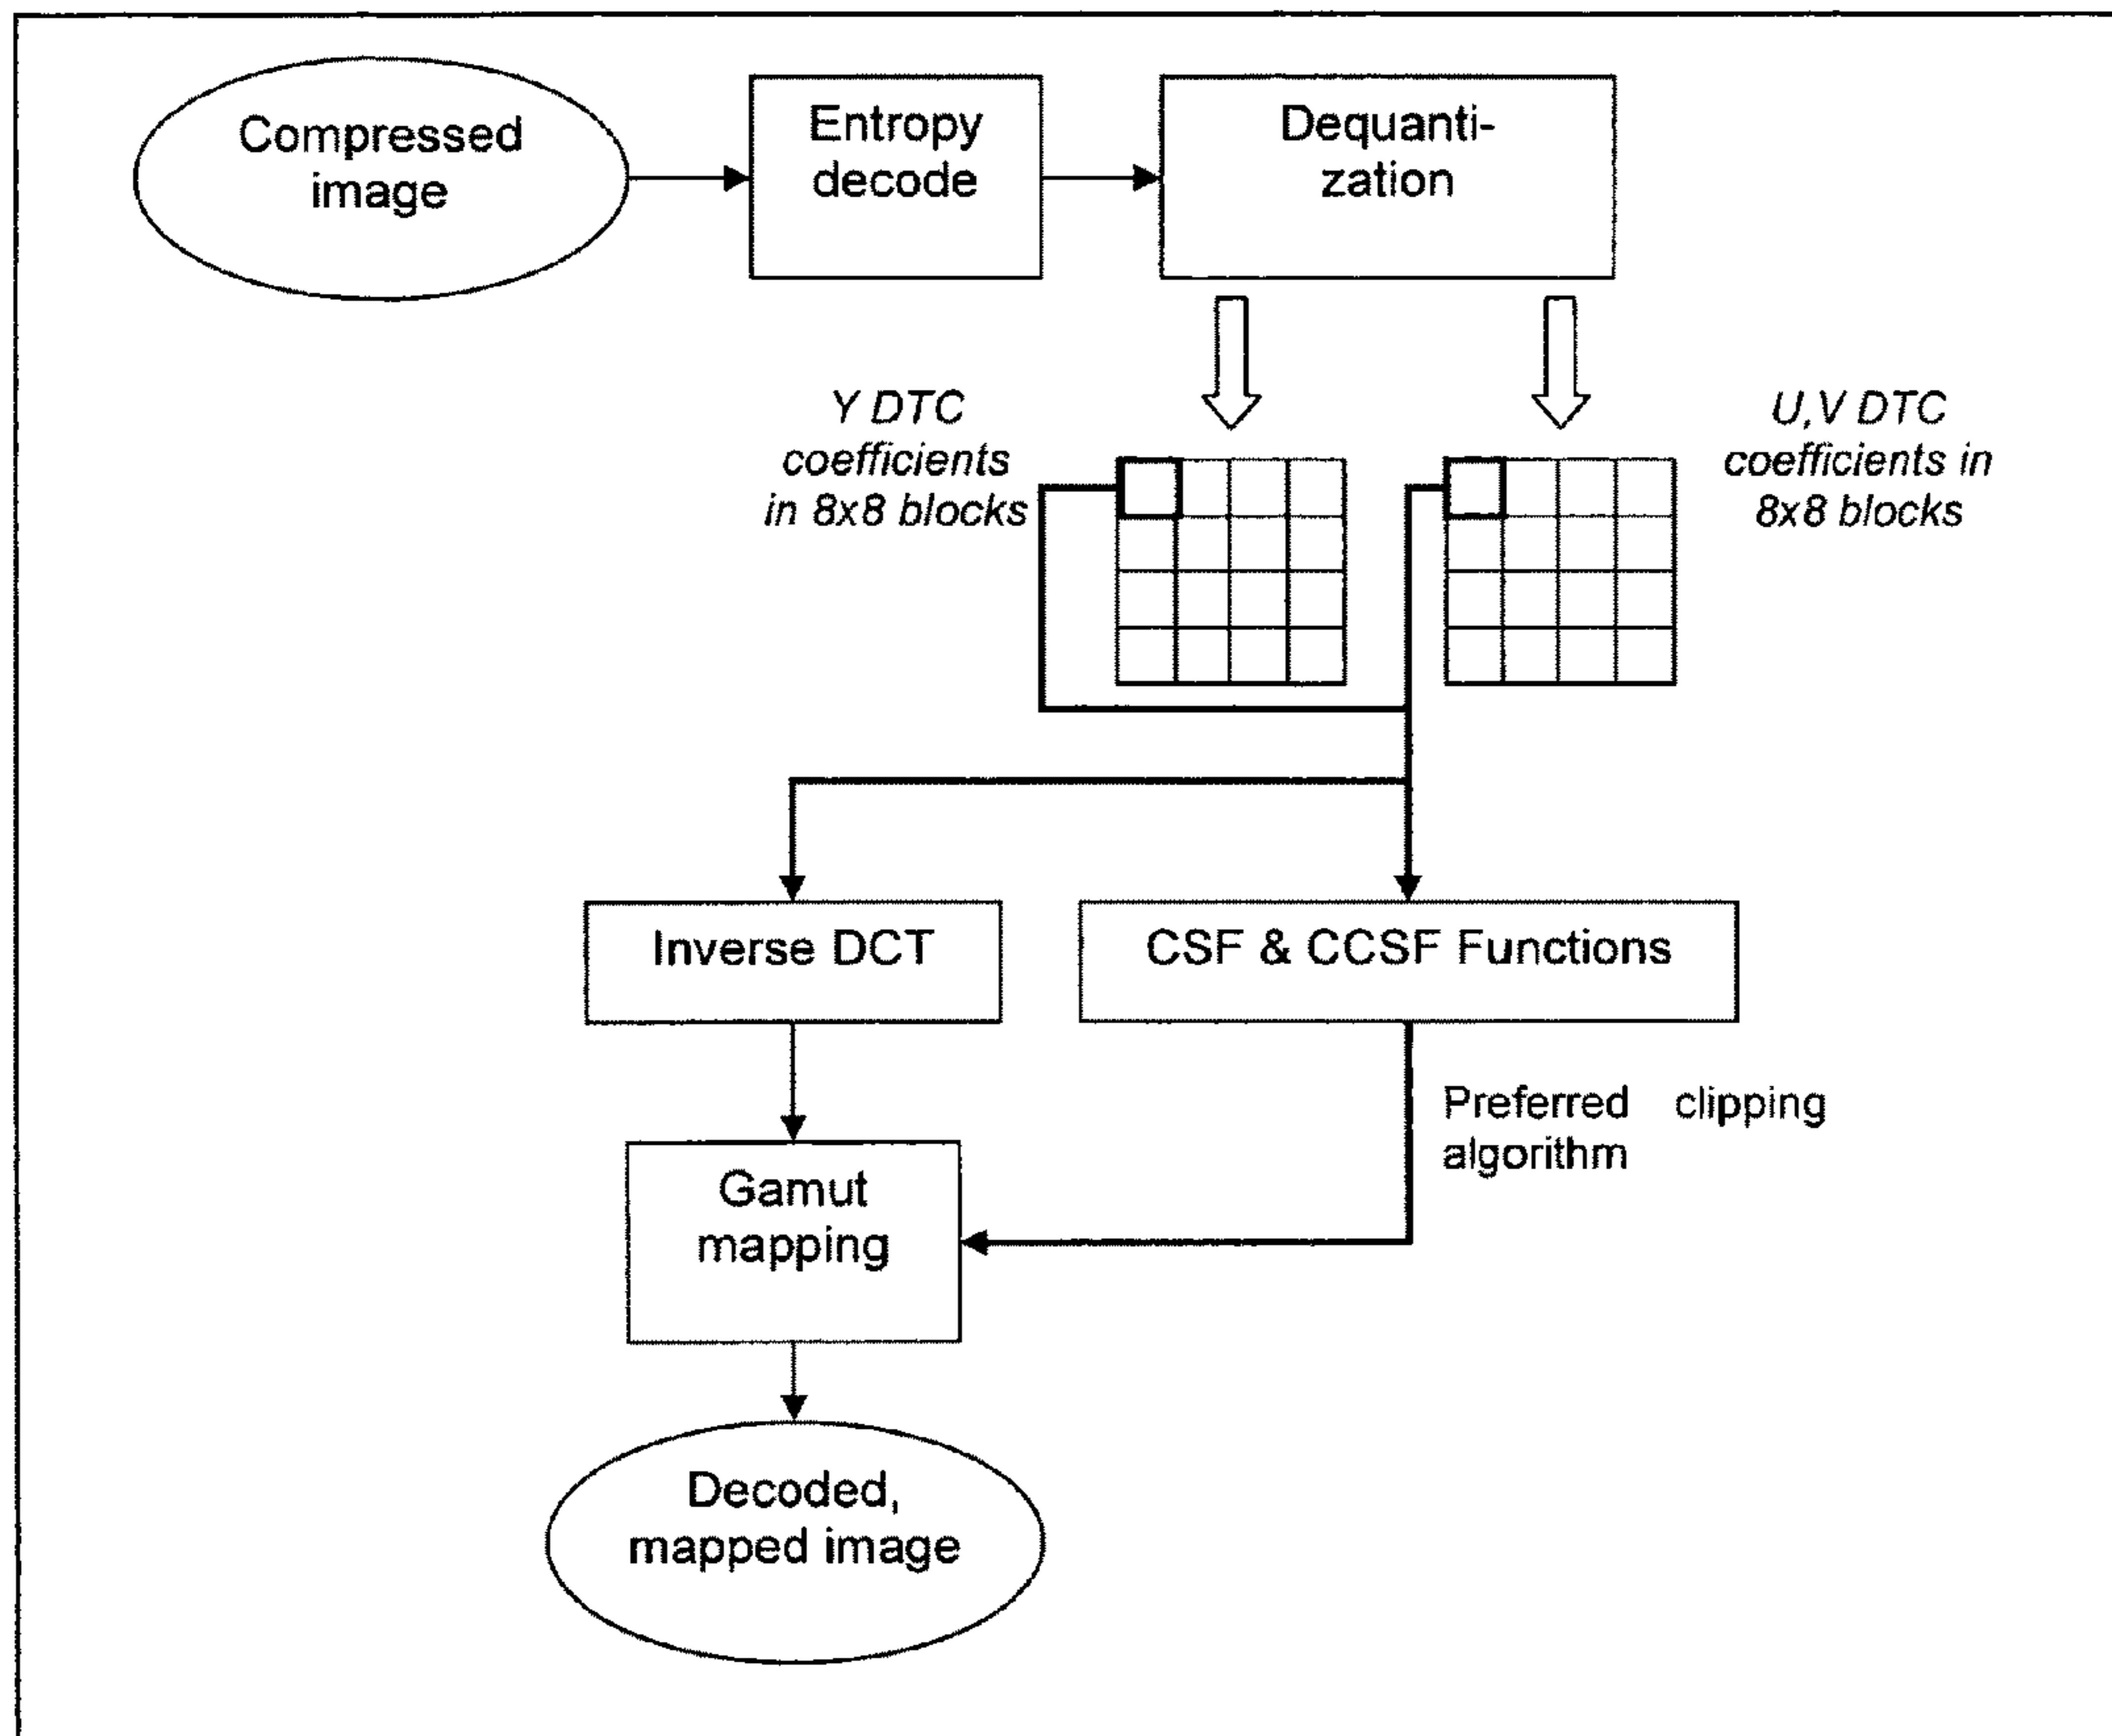 Compressed
image
Entropy
decode
Dequanti-
zation
Y DTC
coefficients
in 8x8 blocks
U,V DTC
coefficients in
8x8 blocks
Inverse DCT
CSF & CCSF Functions
Preferred clipping
algorithm
Gamut
mapping
Decoded,
mapped image